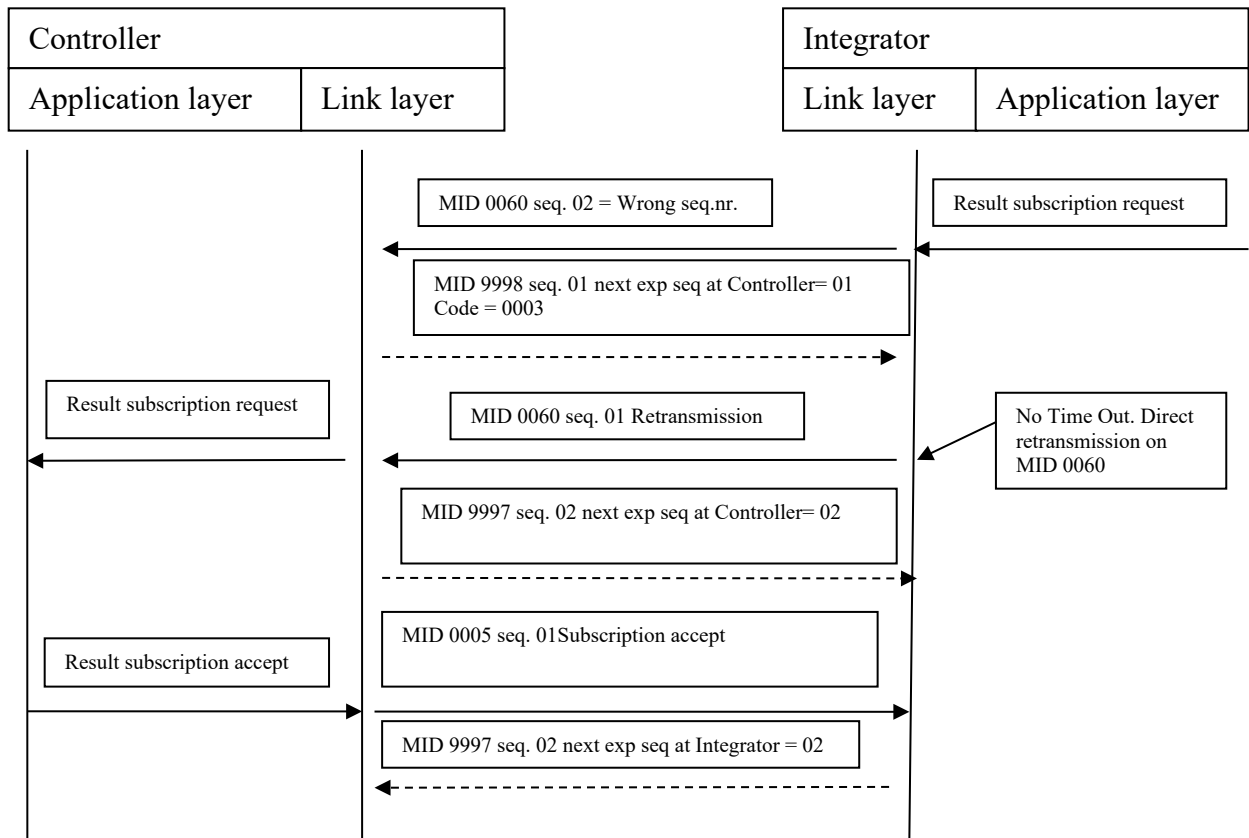 Controller
Integrator
Application layer
Link layer
Link layer
Application layer
MID 0060 seq. 02 = Wrong seq.nr.
Result subscription request
MID 9998 seq. 01 next exp seq at Controller= 01
Code = 0003
Result subscription request
MID 0060 seq. 01 Retransmission
No Time Out. Direct
retransmission on
MID 0060
MID 9997 seq. 02 next exp seq at Controller= 02
MID 0005 seq. 01Subscription accept
Result subscription accept
MID 9997 seq. 02 next exp seq at Integrator = 02